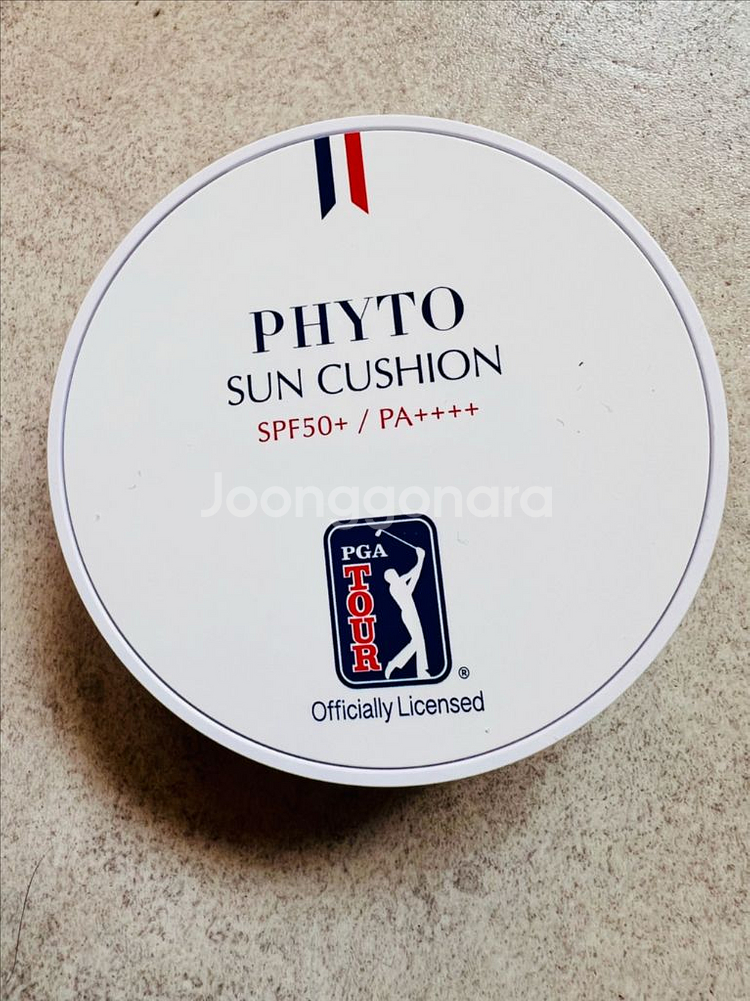 PHYTO
SUN CUSHION
SPF50+ / PA++++
Joonggonara
PGA
TOUR
®
Officially Licensed